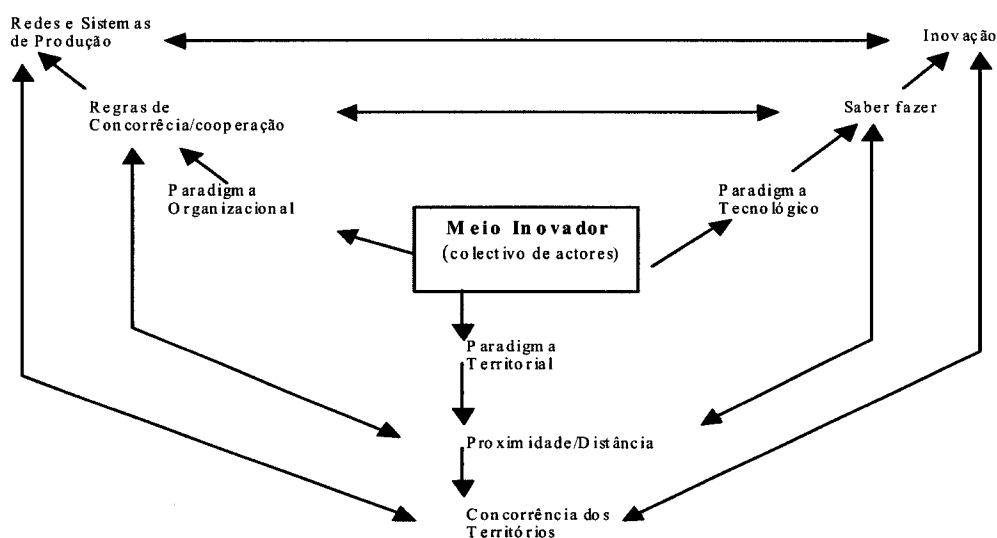 Redes e Sistemas
de Produção
Inovação
Regras de
Concorrêcia/cooperação
Saber fazer
Paradigma
Organizacional
Paradigma
Tecnológico
Meio Inovador
(colectivo de actores)
Paradigma
Territorial
Proximidade/Distância
Concorrência dos
Territórios